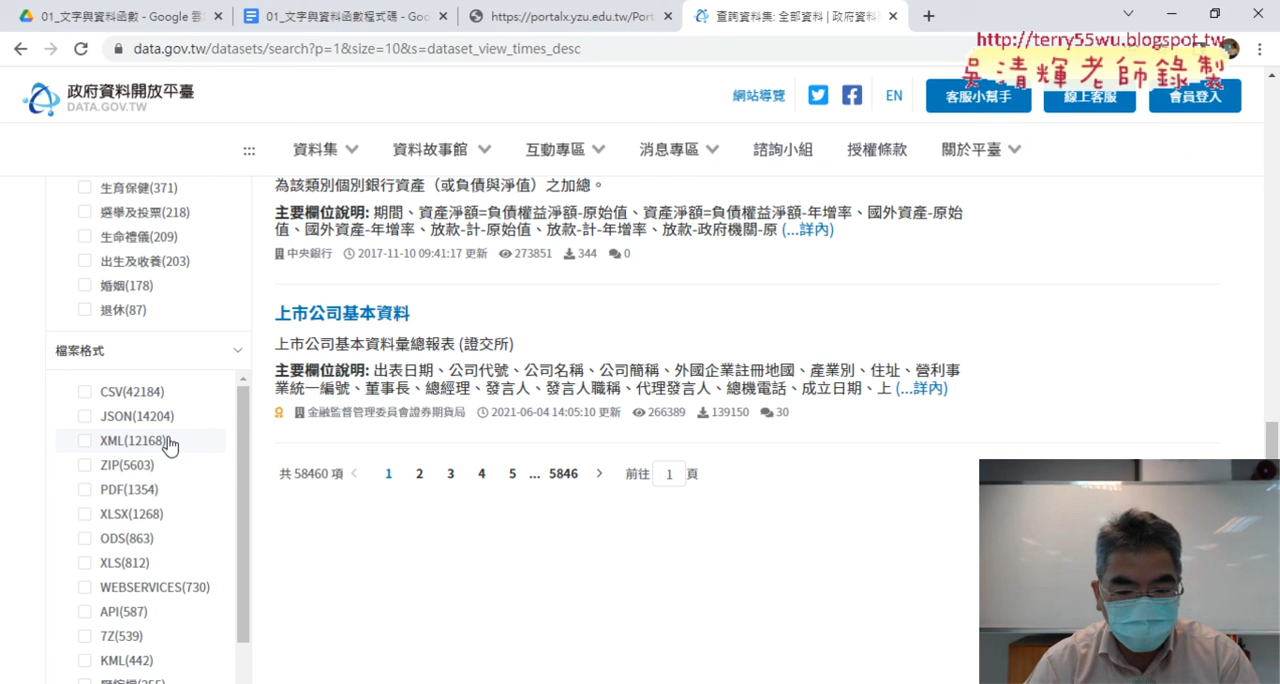 01_文字與資料函數 - Google 雲
01_文字與資料函數程式碼 - Goo
https://portalx.yzu.edu.tw/Port
查詢資料集: 全部資料 | 政府資料
data.gov.tw/datasets/search?p=1&size=10&s=dataset_view_times_desc
http://terry55wu.blogspot.tw
吳清輝老師錄製
政府資料開放平臺
DATA.GOV.TW
網站導覽
EN
客服小幫手
線上客服
會員登入
資料集
資料故事館
互動專區
消息專區
諮詢小組
授權條款
關於平臺
生育保健(371)
選舉及投票(218)
生命禮儀(209)
出生及收養(203)
婚姻(178)
退休(87)
檔案格式
CSV(42184)
JSON(14204)
XML(12168)
ZIP(5603)
PDF(1354)
XLSX(1268)
ODS(863)
XLS(812)
WEBSERVICES(730)
API(587)
7Z(539)
KML(442)
為該類別個別銀行資產（或負債與淨值）之加總。
主要欄位說明: 期間、資產淨額=負債權益淨額-原始值、資產淨額=負債權益淨額-年增率、國外資產-原始
值、國外資產-年增率、放款-計-原始值、放款-計-年增率、放款-政府機關-原 (...詳內)
中央銀行 2017-11-10 09:41:17 更新 273851 344 0
上市公司基本資料
上市公司基本資料彙總報表 (證交所)
主要欄位說明: 出表日期、公司代號、公司名稱、公司簡稱、外國企業註冊地國、產業別、住址、營利事
業統一編號、董事長、總經理、發言人、發言人職稱、代理發言人、總機電話、成立日期、上 (...詳內)
金融監督管理委員會證券期貨局 2021-06-04 14:05:10 更新 266389 139150 30
共 58460 項 < 1 2 3 4 5 ... 5846 > 前往 1 頁